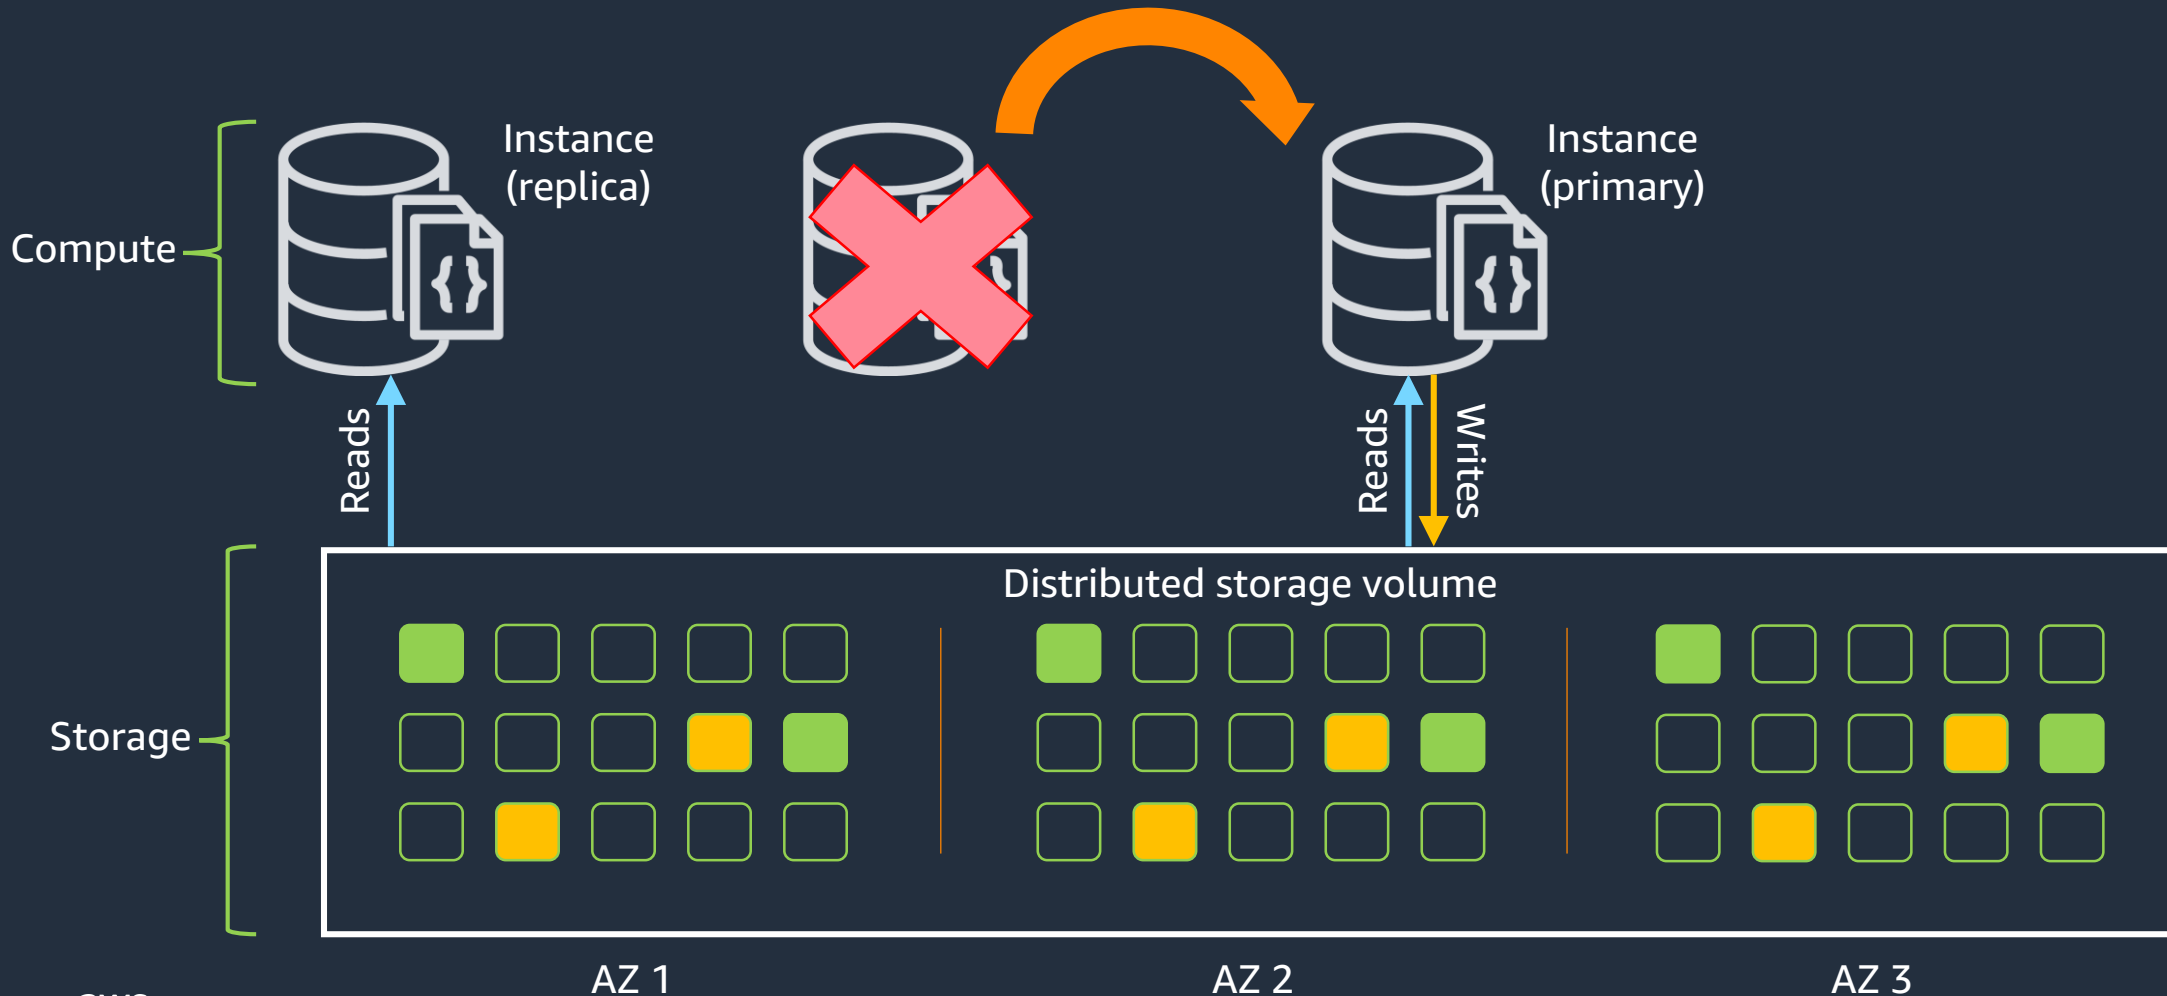 Instance
(replica)
Instance
(primary)
Compute
{}
{}
Reads
Reads
Writes
Distributed storage volume
Storage
AZ 1
AZ 2
AZ 3